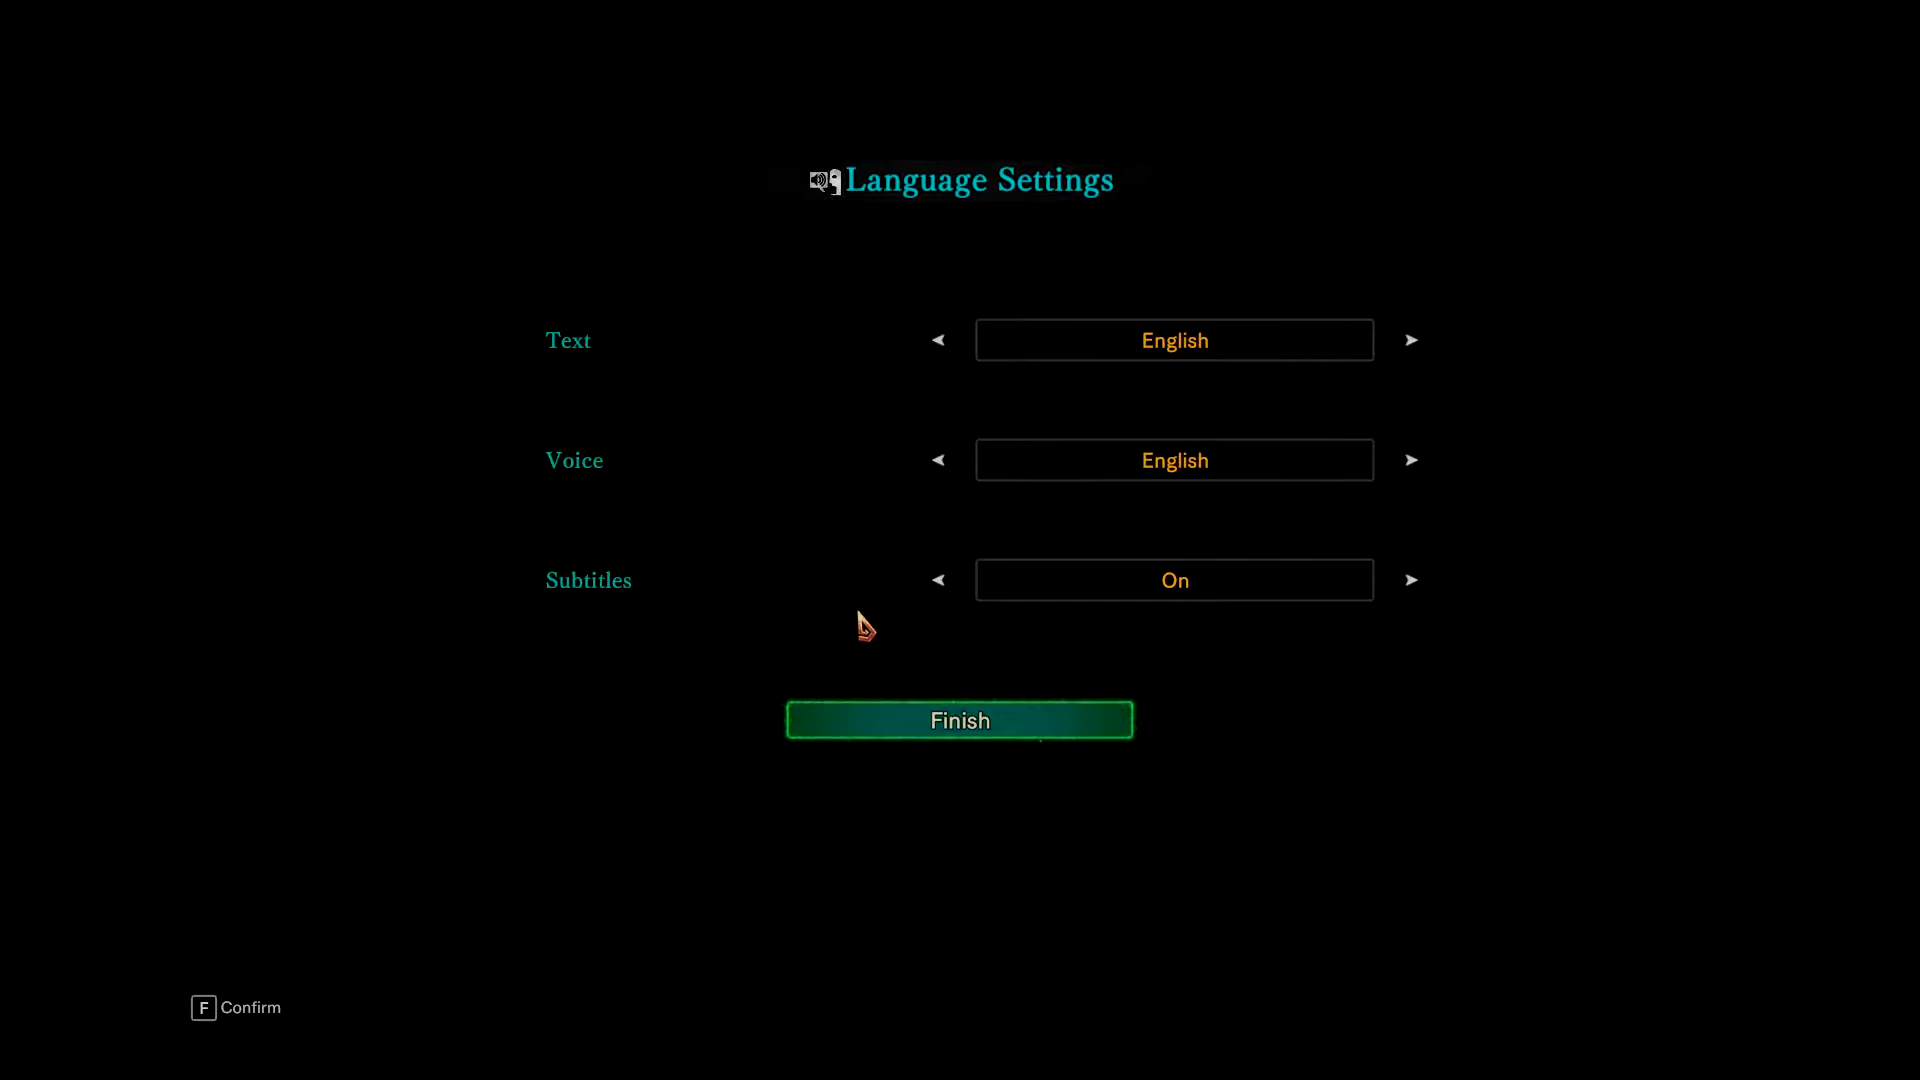 Language Settings
Text
English
Voice
English
Subtitles
On
Finish
F Confirm